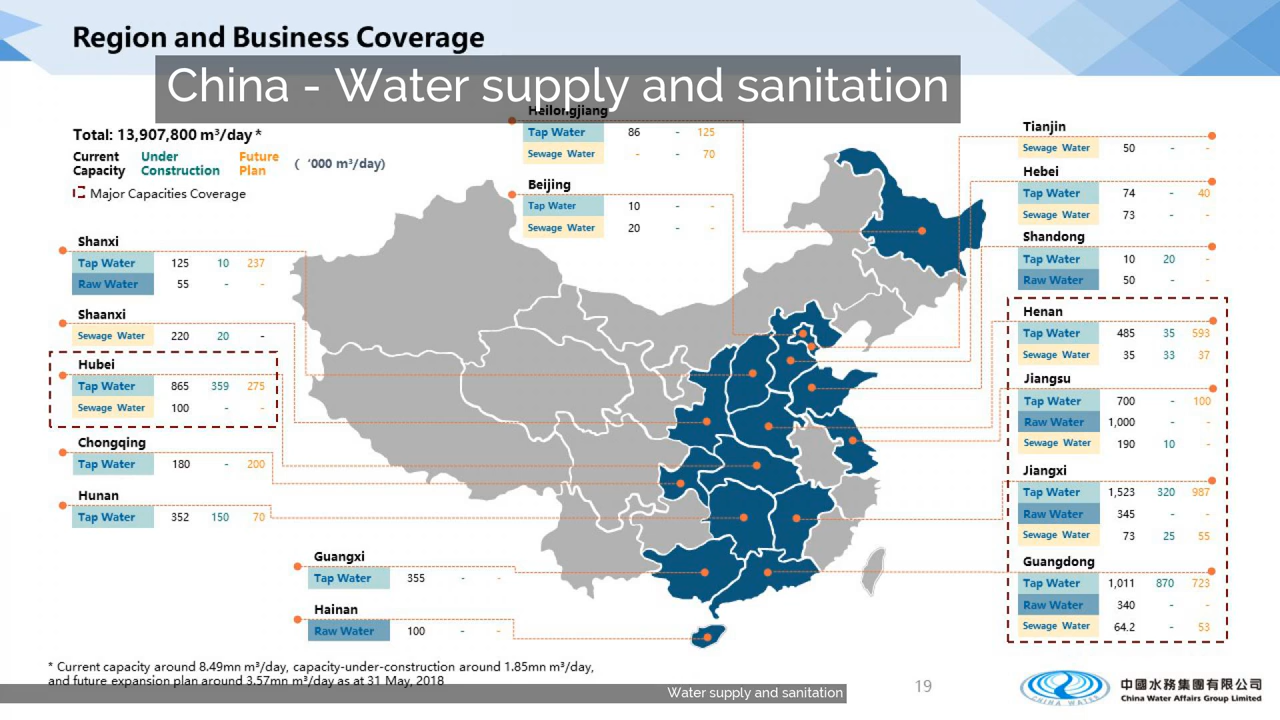 Region and Business Coverage
China - Water supply and sanitation
Total: 13,907,800 m³/day *
Current Capacity Under Construction Future Plan ( ‘000 m³/day)
Major Capacities Coverage
Shanxi
Tap Water 125 10 237
Raw Water 55 - -
Shaanxi
Sewage Water 220 20 -
Hubei
Tap Water 865 359 275
Sewage Water 100 - -
Chongqing
Tap Water 180 - 200
Hunan
Tap Water 352 150 70
Heilongjiang
Tap Water 86 - 125
Sewage Water - - 70
Beijing
Tap Water 10 - -
Sewage Water 20 - -
Guangxi
Tap Water 355 - -
Hainan
Raw Water 100 - -
Tianjin
Sewage Water 50 - -
Hebei
Tap Water 74 - 40
Sewage Water 73 - -
Shandong
Tap Water 10 20 -
Raw Water 50 - -
Henan
Tap Water 485 35 593
Sewage Water 35 33 37
Jiangsu
Tap Water 700 - 100
Raw Water 1,000 - -
Sewage Water 190 10 -
Jiangxi
Tap Water 1,523 320 987
Raw Water 345 - -
Sewage Water 73 25 55
Guangdong
Tap Water 1,011 870 723
Raw Water 340 - -
Sewage Water 64.2 - 53
* Current capacity around 8.49mn m³/day, capacity-under-construction around 1.85mn m³/day,
and future expansion plan around 3.57mn m³/day as at 31 May, 2018
Water supply and sanitation
19
CHINA WATER
中國水務集團有限公司
China Water Affairs Group Limited